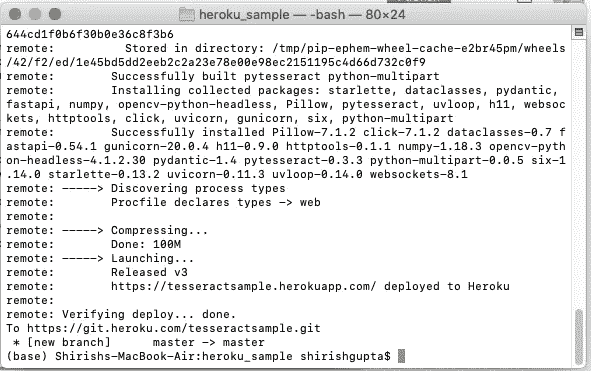 heroku_sample — -bash — 80×24
644cd1f0b6f30b0e36c8f3b6
remote:          Stored in directory: /tmp/pip-ephem-wheel-cache-e2br45pm/wheels
/42/f2/ed/1e45bd5dd2eeb2c2a23e78e00e98ec2151195c4d66d732c0f9
remote:        Successfully built pytesseract python-multipart
remote:        Installing collected packages: starlette, dataclasses, pydantic,
fastapi, numpy, opencv-python-headless, Pillow, pytesseract, uvloop, h11, websoc
kets, httptools, click, uvicorn, gunicorn, six, python-multipart
remote:        Successfully installed Pillow-7.1.2 click-7.1.2 dataclasses-0.7 f
astapi-0.54.1 gunicorn-20.0.4 h11-0.9.0 httptools-0.1.1 numpy-1.18.3 opencv-pyth
on-headless-4.1.2.30 pydantic-1.4 pytesseract-0.3.3 python-multipart-0.0.5 six-1
.14.0 starlette-0.13.2 uvicorn-0.11.3 uvloop-0.14.0 websockets-8.1
remote: -----> Discovering process types
remote:        Procfile declares types -> web
remote:
remote: -----> Compressing...
remote:        Done: 100M
remote: -----> Launching...
remote:        Released v3
remote:        https://tesseractsample.herokuapp.com/ deployed to Heroku
remote:
remote: Verifying deploy... done.
To https://git.heroku.com/tesseractsample.git
 * [new branch]      master -> master
(base) Shirishs-MacBook-Air:heroku_sample shirishgupta$